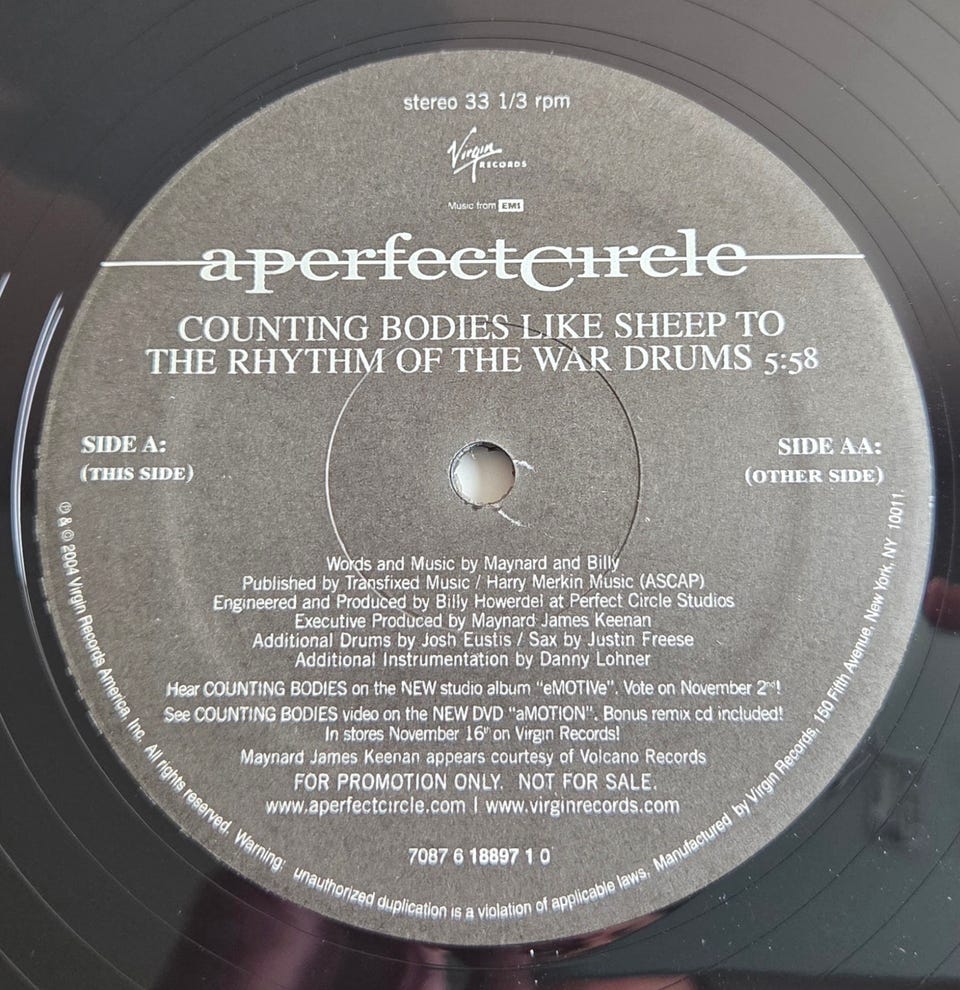 stereo 33 1/3 rpm
Virgin
RECORDS
Music from EMI
aperfectcircle
COUNTING BODIES LIKE SHEEP TO
THE RHYTHM OF THE WAR DRUMS 5:58
SIDE A:
(THIS SIDE)
SIDE AA:
(OTHER SIDE)
Words and Music by Maynard and Billy
Published by Transfixed Music / Harry Merkin Music (ASCAP)
Engineered and Produced by Billy Howerdel at Perfect Circle Studios
Executive Produced by Maynard James Keenan
Additional Drums by Josh Eustis / Sax by Justin Freese
Additional Instrumentation by Danny Lohner
Hear COUNTING BODIES on the NEW studio album "eMOTIVe". Vote on November 2nd!
See COUNTING BODIES video on the NEW DVD "aMOTION". Bonus remix cd included!
In stores November 16th on Virgin Records!
Maynard James Keenan appears courtesy of Volcano Records
FOR PROMOTION ONLY. NOT FOR SALE.
www.aperfectcircle.com | www.virginrecords.com
7087 6 18897 1 0
℗ & © 2004 Virgin Records America, Inc. All rights reserved. Warning: unauthorized duplication is a violation of applicable laws. Manufactured by Virgin Records, 150 Fifth Avenue, New York, NY 10011.